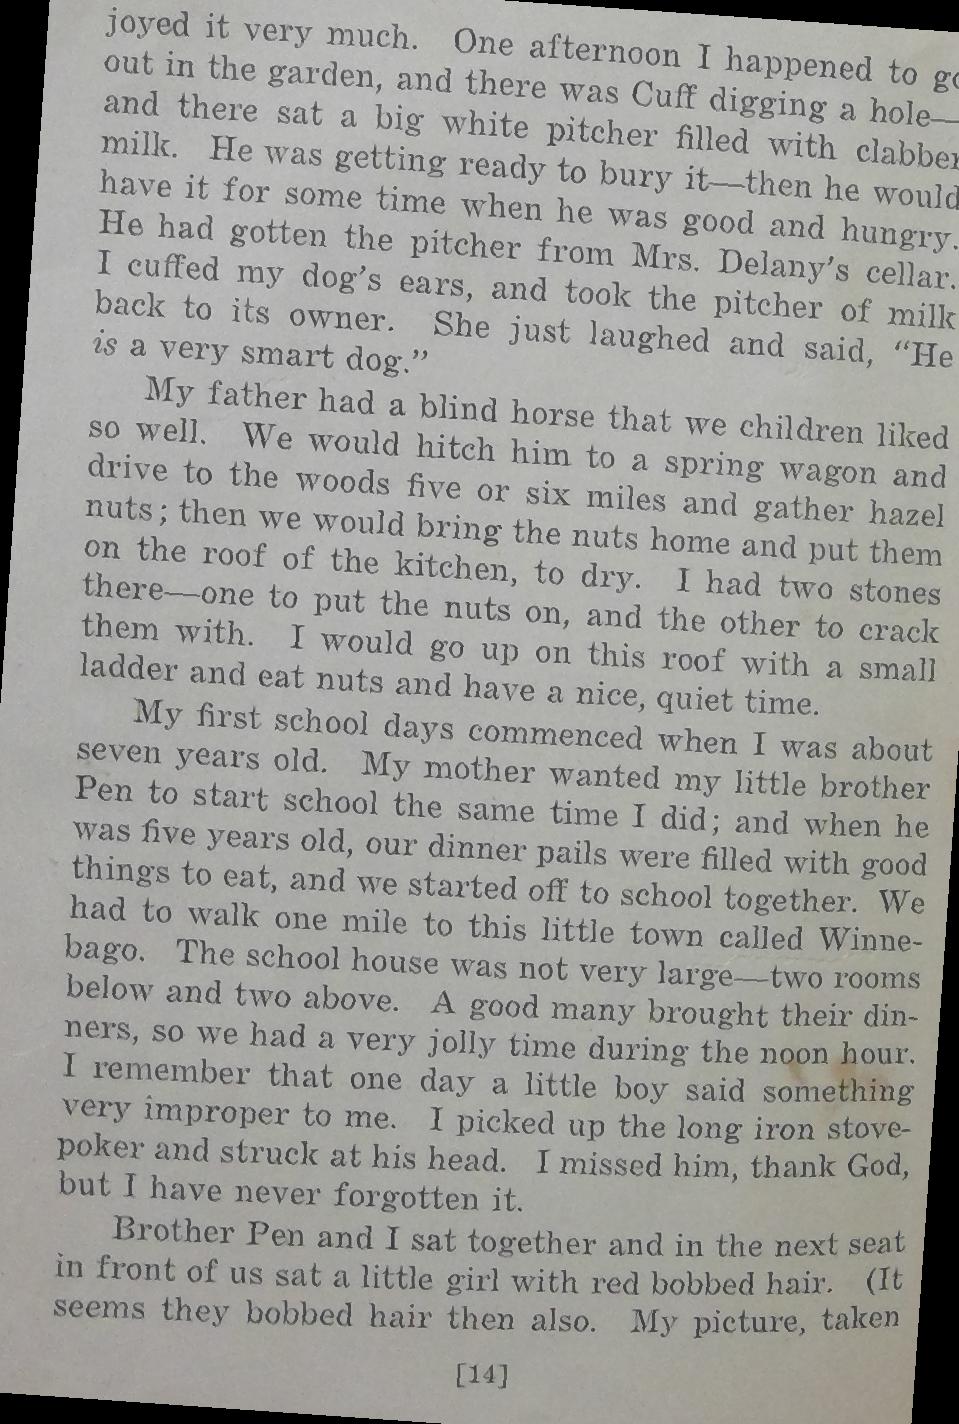 joyed it very much. One afternoon I happened to go
out in the garden, and there was Cuff digging a hole—
and there sat a big white pitcher filled with clabber
milk. He was getting ready to bury it—then he would
have it for some time when he was good and hungry.
He had gotten the pitcher from Mrs. Delany's cellar.
I cuffed my dog's ears, and took the pitcher of milk
back to its owner. She just laughed and said, "He
is a very smart dog."
My father had a blind horse that we children liked
so well. We would hitch him to a spring wagon and
drive to the woods five or six miles and gather hazel
nuts; then we would bring the nuts home and put them
on the roof of the kitchen, to dry. I had two stones
there—one to put the nuts on, and the other to crack
them with. I would go up on this roof with a small
ladder and eat nuts and have a nice, quiet time.
My first school days commenced when I was about
seven years old. My mother wanted my little brother
Pen to start school the same time I did; and when he
was five years old, our dinner pails were filled with good
things to eat, and we started off to school together. We
had to walk one mile to this little town called Winne-
bago. The school house was not very large—two rooms
below and two above. A good many brought their din-
ners, so we had a very jolly time during the noon hour.
I remember that one day a little boy said something
very improper to me. I picked up the long iron stove-
poker and struck at his head. I missed him, thank God,
but I have never forgotten it.
Brother Pen and I sat together and in the next seat
in front of us sat a little girl with red bobbed hair. (It
seems they bobbed hair then also. My picture, taken
[14]